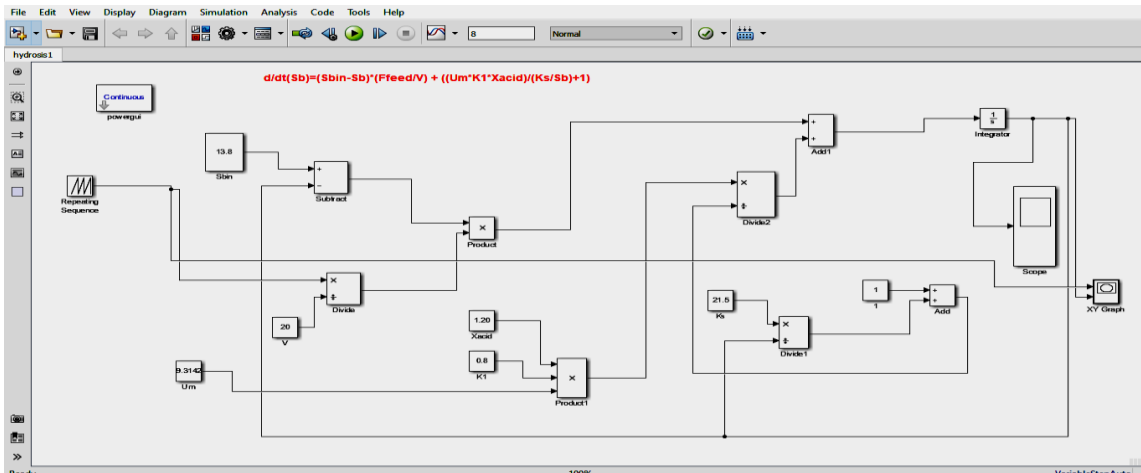 File Edit View Display Diagram Simulation Analysis Code Tools Help
8
Normal
hydrosis1
d/dt(Sb)=(Sbin-Sb)*(Ffeed/V) + ((Um*K1*Xacid)/(Ks/Sb)+1)
Continuous
powergui
13.8
Sbin
Repeating
Sequence
+
−
Subtract
×
Product
×
÷
Divide
20
V
9.3142
Um
1.20
Xacid
0.8
K1
×
Product1
×
÷
Divide2
+
+
Add1
1
s
Integrator
Scope
XY Graph
21.5
Ks
×
÷
Divide1
1
1
+
+
Add
Ready
100%
VariableStepAuto